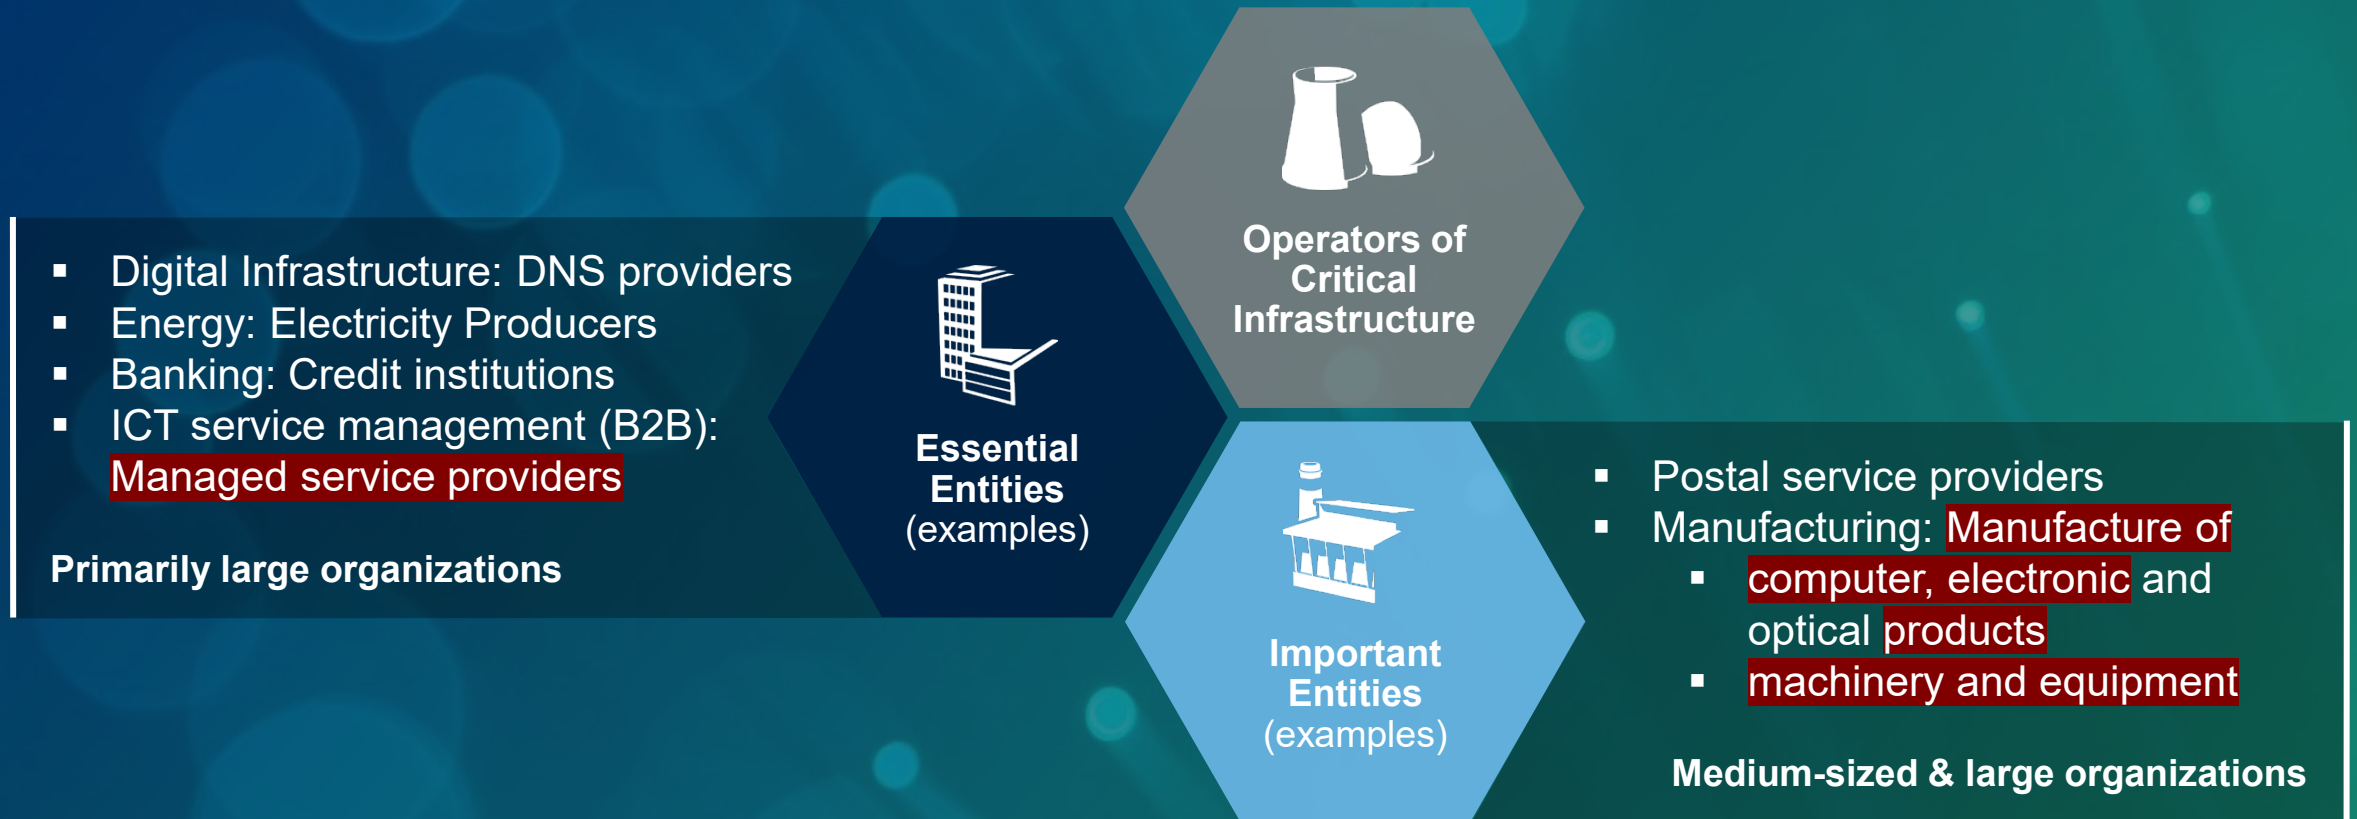 Operators of
Critical
Infrastructure
▪ Digital Infrastructure: DNS providers
▪ Energy: Electricity Producers
▪ Banking: Credit institutions
▪ ICT service management (B2B):
Managed service providers
Primarily large organizations
Essential
Entities
(examples)
Important
Entities
(examples)
▪ Postal service providers
▪ Manufacturing: Manufacture of
▪ computer, electronic and
optical products
▪ machinery and equipment
Medium-sized & large organizations